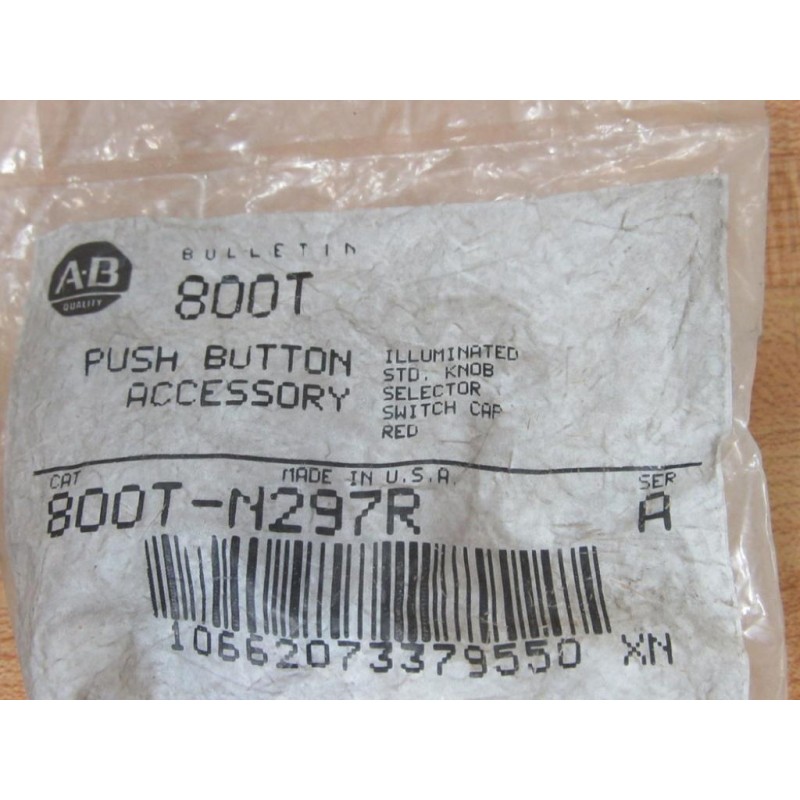 A-B
QUALITY
BULLETIN
800T
PUSH BUTTON
ACCESSORY
ILLUMINATED
STD. KNOB
SELECTOR
SWITCH CAP
RED
CAT
MADE IN U.S.A.
SER
800T-N297R
A
10662073379550 XN